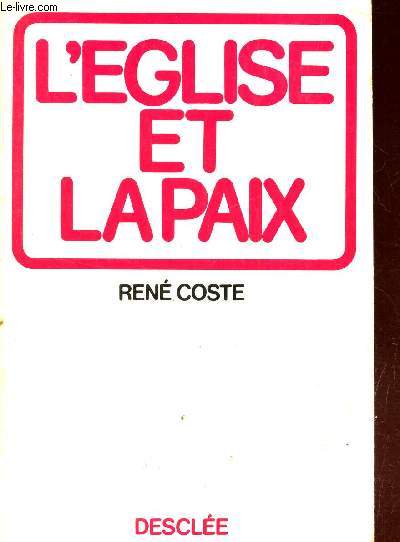 Le-livre.com
L'EGLISE
ET
LA PAIX
RENÉ COSTE
DESCLÉE